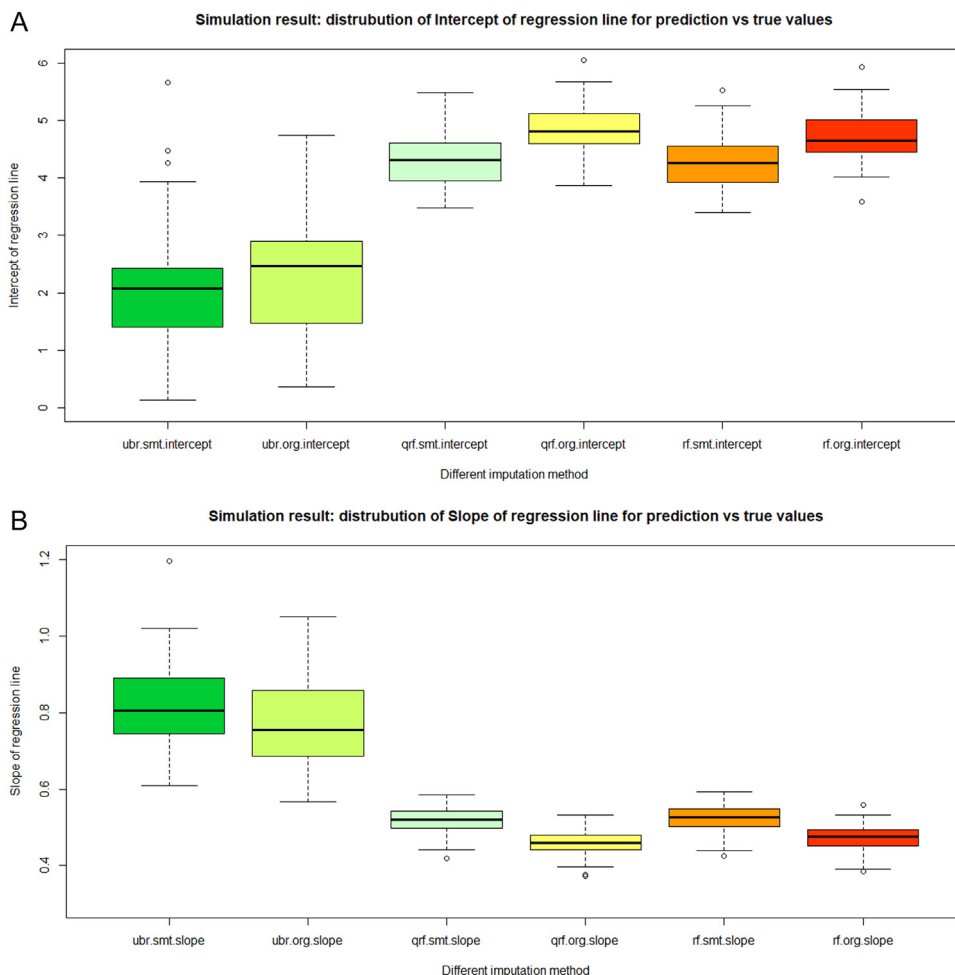 A
Simulation result: distrubution of Intercept of regression line for prediction vs true values
Intercept of regression line
6
5
4
3
2
1
0
ubr.smt.intercept ubr.org.intercept qrf.smt.intercept qrf.org.intercept rf.smt.intercept rf.org.intercept
Different imputation method
B
Simulation result: distrubution of Slope of regression line for prediction vs true values
Slope of regression line
1.2
1.0
0.8
0.6
0.4
ubr.smt.slope ubr.org.slope qrf.smt.slope qrf.org.slope rf.smt.slope rf.org.slope
Different imputation method